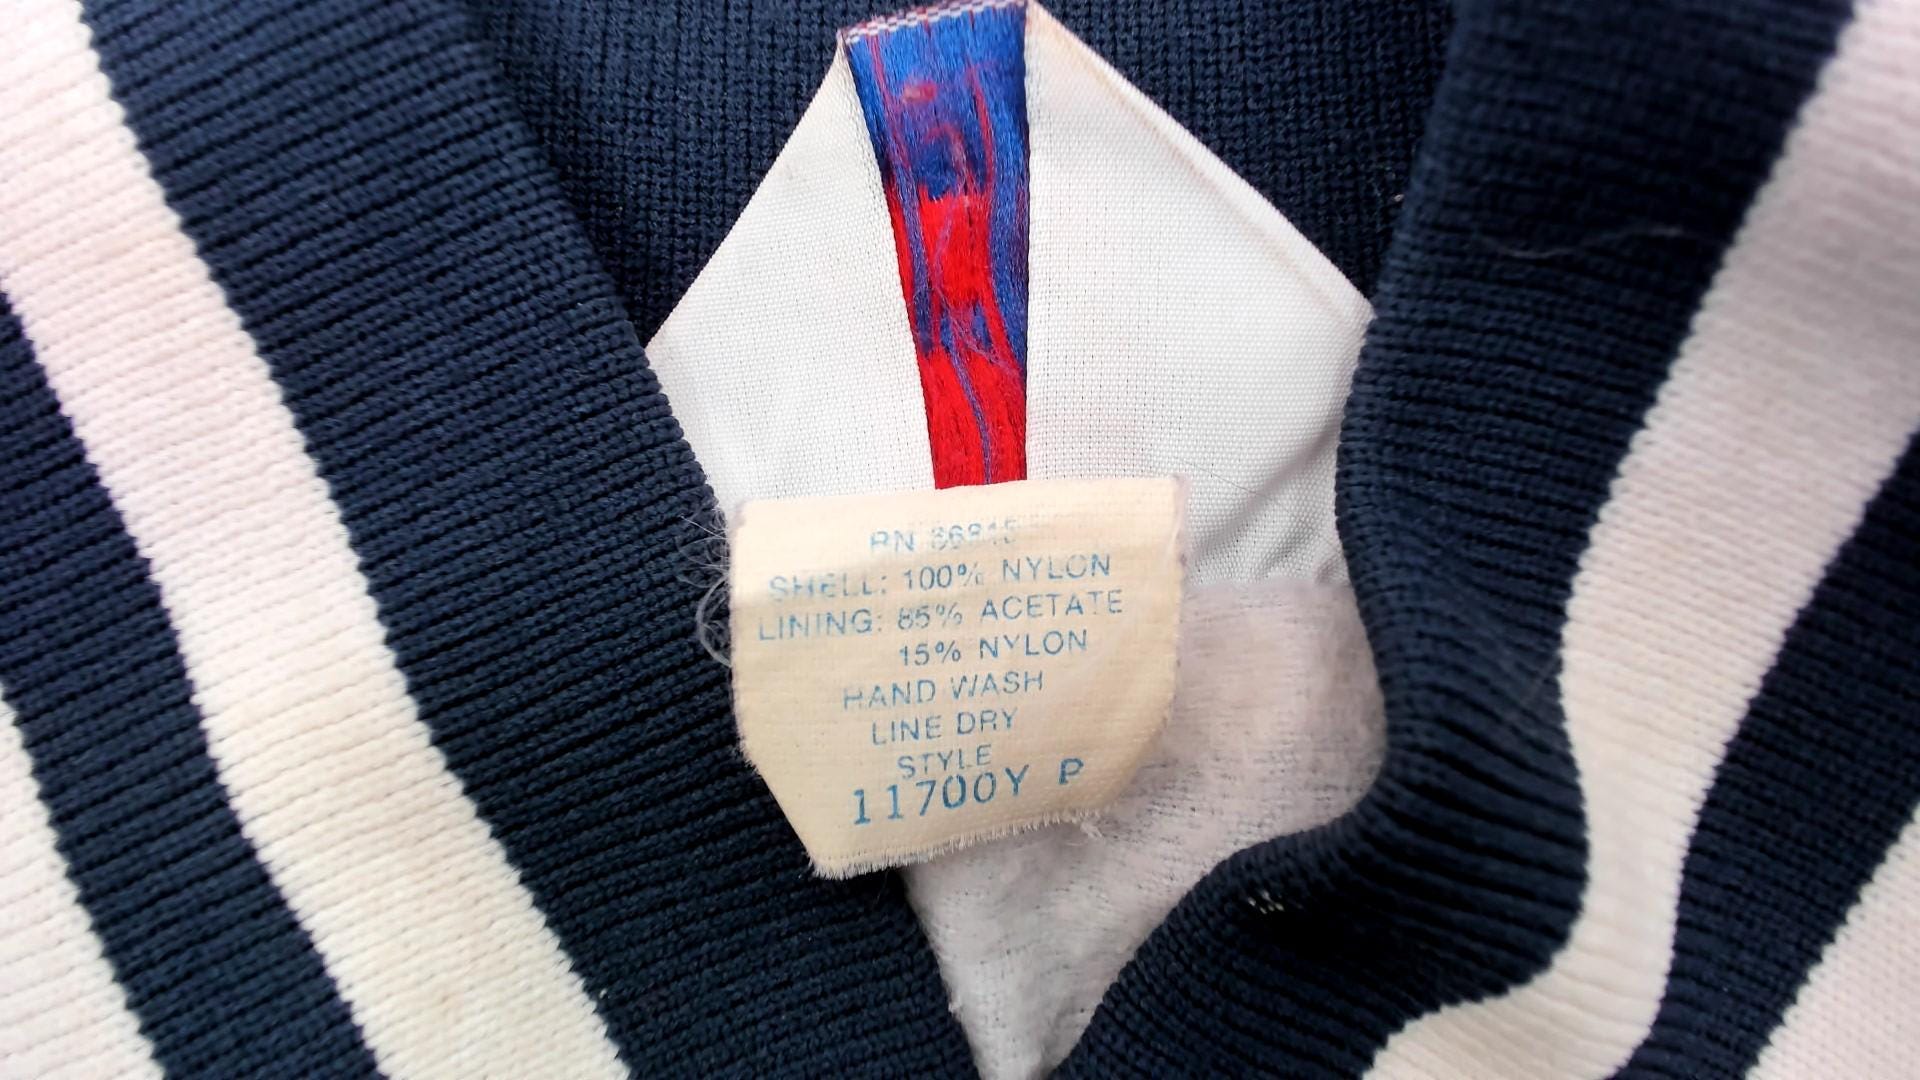 RN
SHELL: 100% NYLON
LINING: 85% ACETATE
15% NYLON
HAND WASH
LINE DRY
STYLE
11700Y P